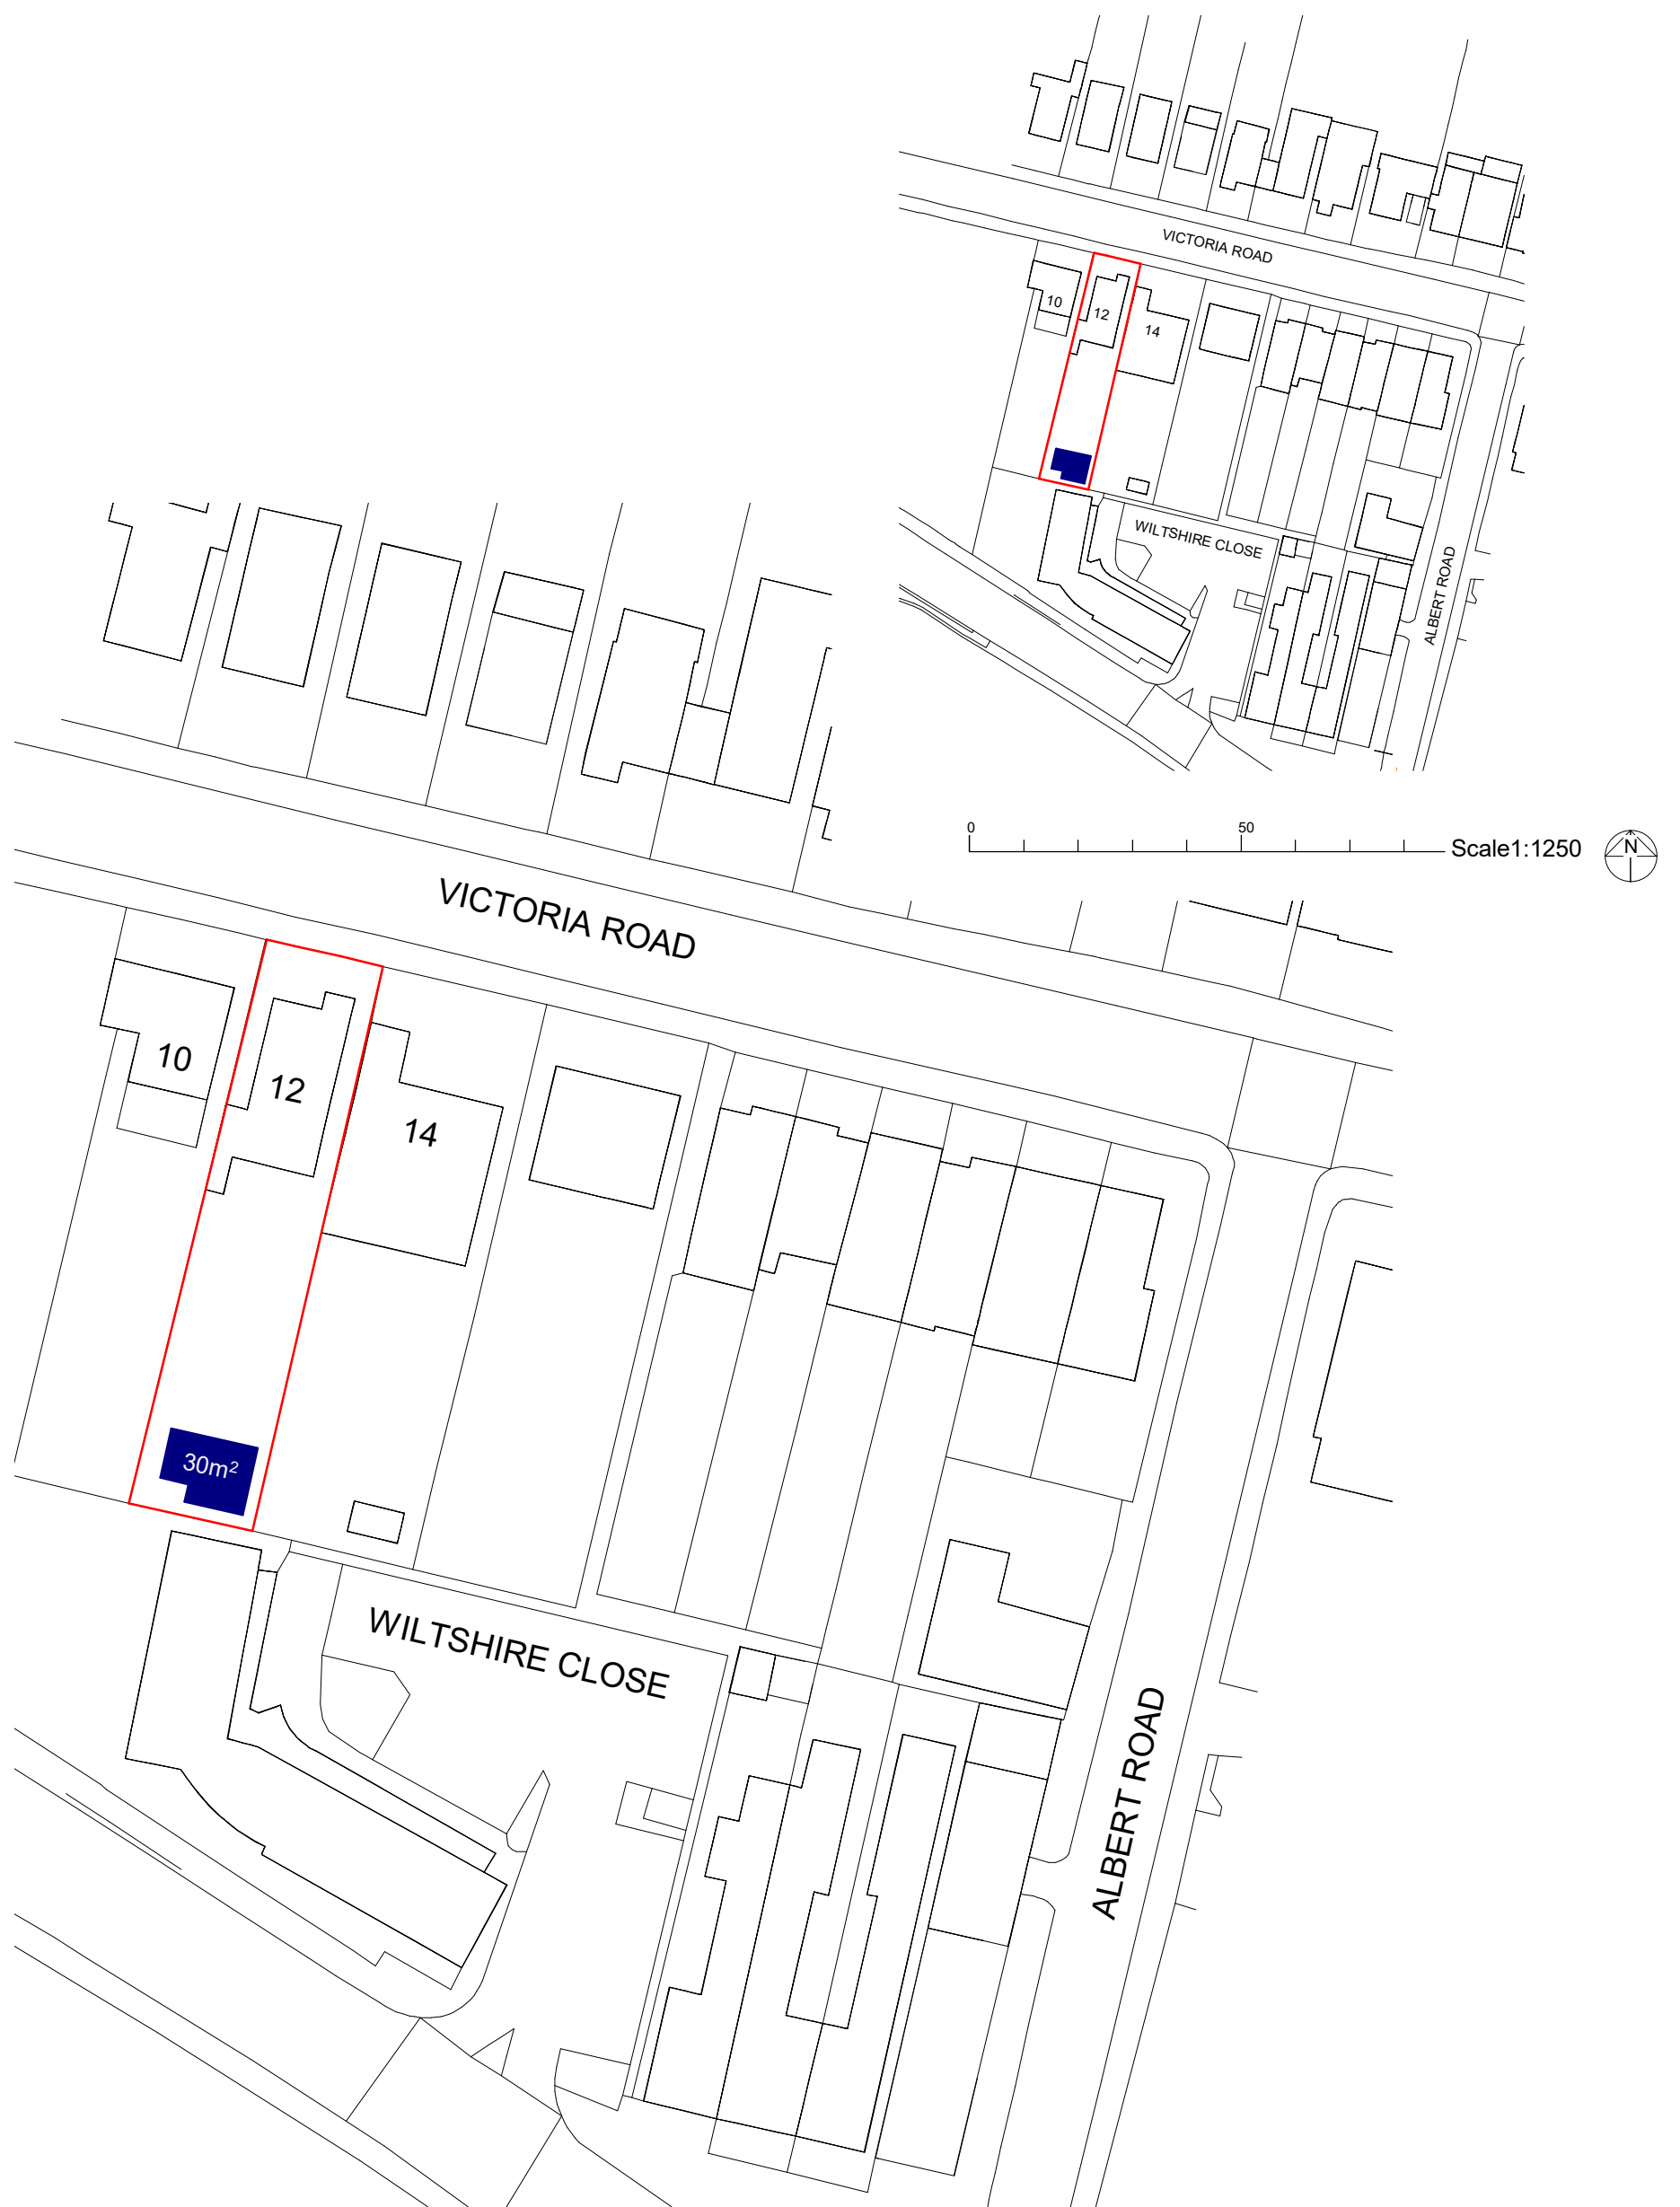 VICTORIA ROAD
10
12
14
WILTSHIRE CLOSE
ALBERT ROAD
0
50
Scale1:1250
N
VICTORIA ROAD
10
12
14
30m²
WILTSHIRE CLOSE
ALBERT ROAD